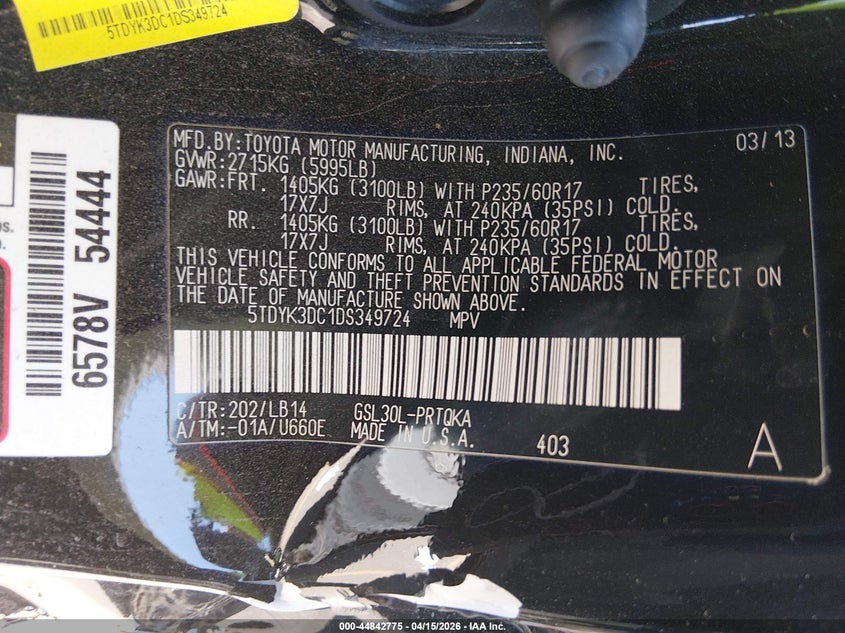 5TDYK3DC1DS349724
6578V 54444
MFD.BY:TOYOTA MOTOR MANUFACTURING, INDIANA, INC. 03/13
GVWR:2715KG (5995LB)
GAWR:FRT. 1405KG (3100LB) WITH P235/60R17 TIRES,
17X7J RIMS, AT 240KPA (35PSI) COLD.
RR. 1405KG (3100LB) WITH P235/60R17 TIRES,
17X7J RIMS, AT 240KPA (35PSI) COLD.
THIS VEHICLE CONFORMS TO ALL APPLICABLE FEDERAL MOTOR
VEHICLE SAFETY AND THEFT PREVENTION STANDARDS IN EFFECT ON
THE DATE OF MANUFACTURE SHOWN ABOVE.
5TDYK3DC1DS349724 MPV
C/TR:202/LB14 GSL30L-PRTQKA
A/TM:-01A/U660E MADE IN U.S.A. 403 A
000-44842775 - 04/15/2026 - IAA Inc.